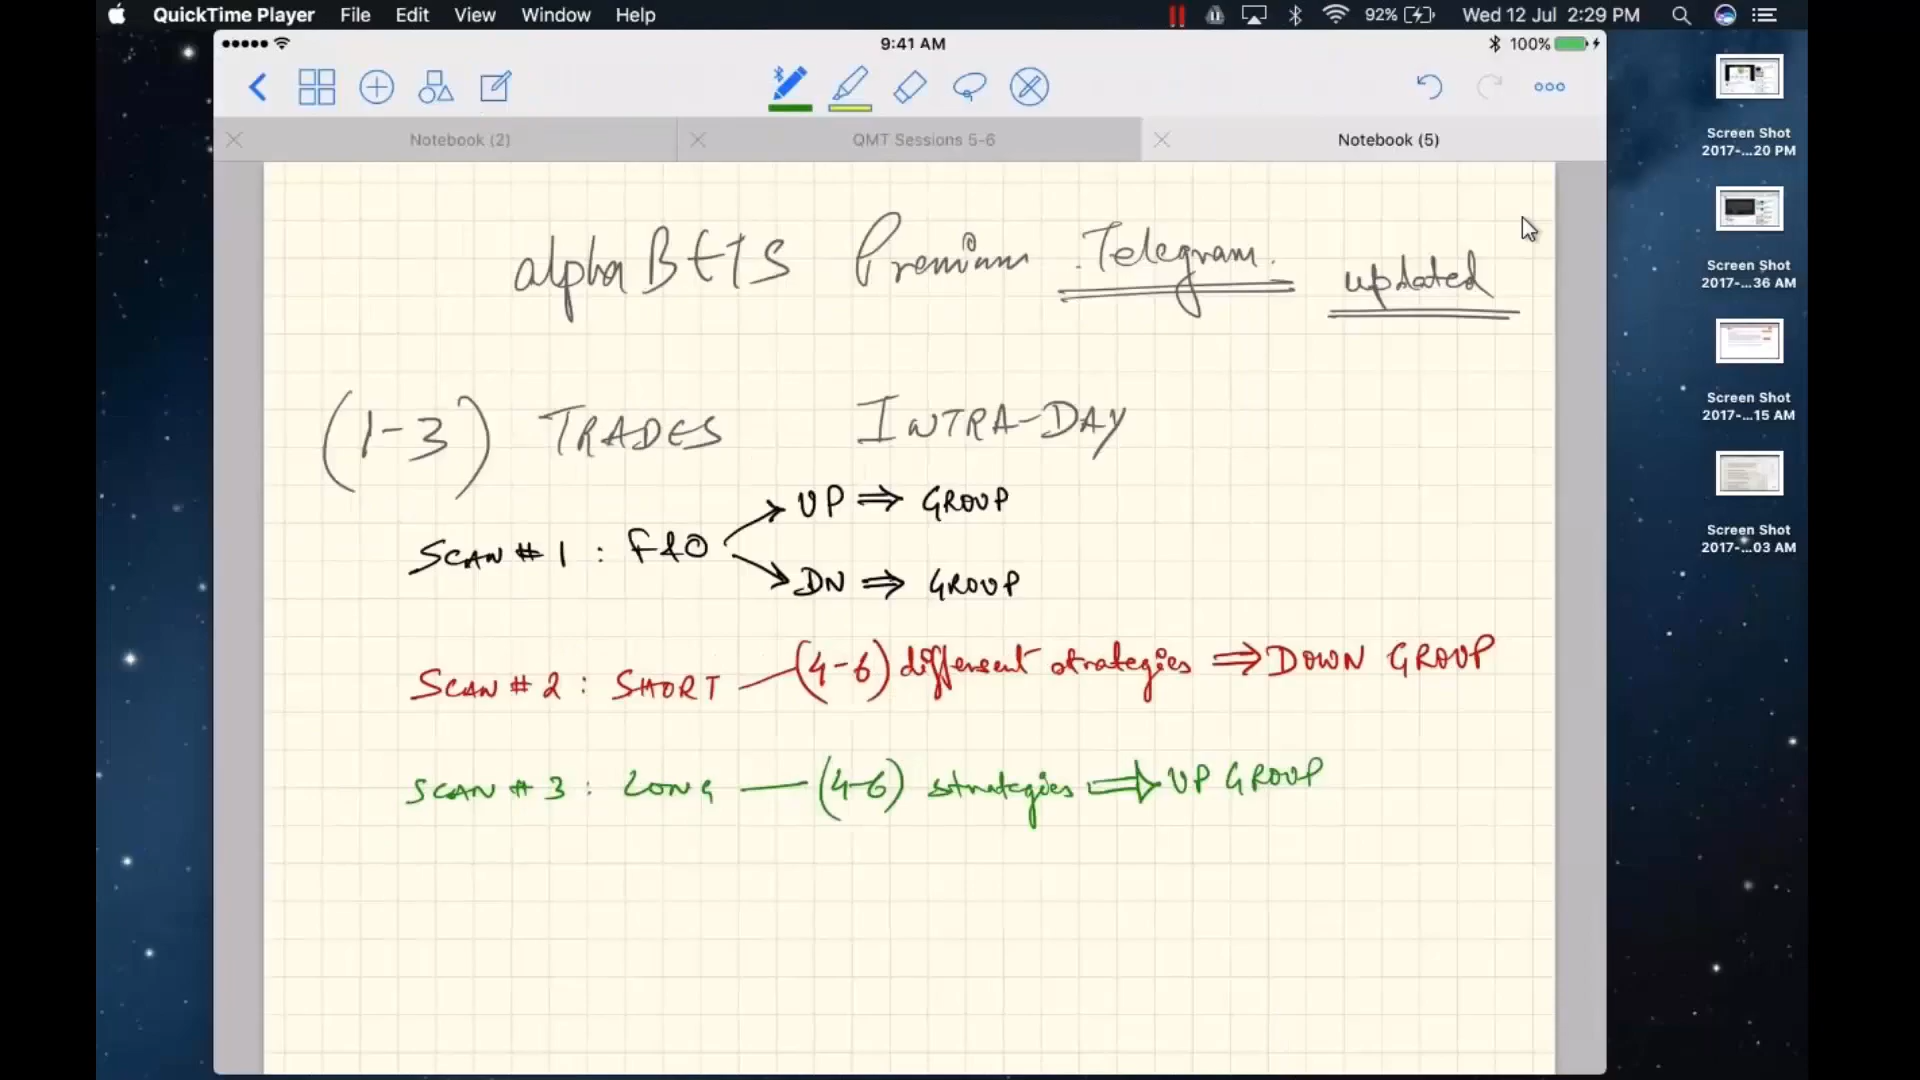 QuickTime Player File Edit View Window Help 92% Wed 12 Jul 2:29 PM
9:41 AM 100%
Notebook (2) QMT Sessions 5-6 Notebook (5)
alphaBETS Premium Telegram. updated
(1-3) TRADES INTRA-DAY
UP ⇒ GROUP
SCAN # 1 : F&O
DN ⇒ GROUP
SCAN # 2 : SHORT — (4-6) different strategies ⇒ DOWN GROUP
SCAN # 3 : LONG — (4-6) strategies ⇒ UP GROUP
Screen Shot
2017-...20 PM
Screen Shot
2017-...36 AM
Screen Shot
2017-...15 AM
Screen Shot
2017-...03 AM